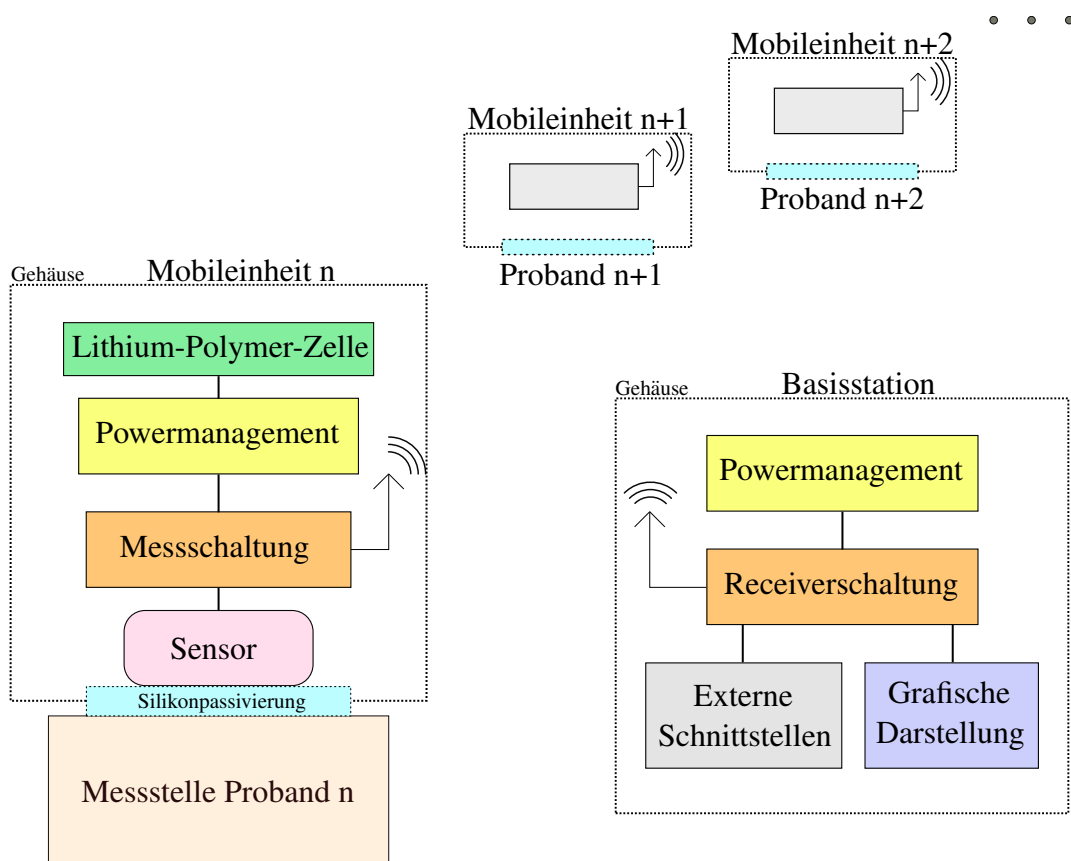 Mobileinheit n+2
Proband n+2
Mobileinheit n+1
Proband n+1
Gehäuse
Mobileinheit n
Lithium-Polymer-Zelle
Powermanagement
Messschaltung
Sensor
Silikonpassivierung
Messstelle Proband n
Gehäuse
Basisstation
Powermanagement
Receiverschaltung
Externe
Schnittstellen
Grafische
Darstellung